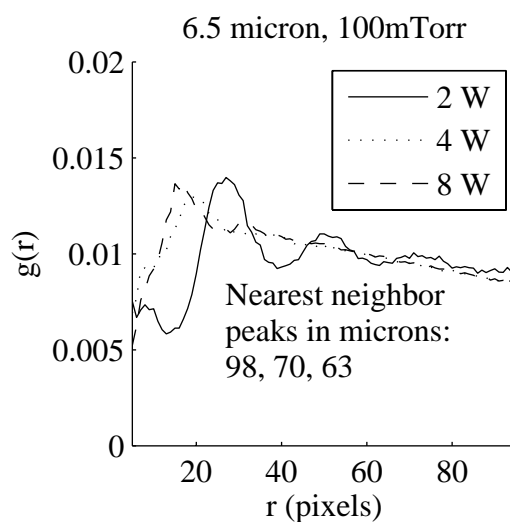 6.5 micron, 100mTorr
0.02
0.015
0.01
0.005
0
g(r)
2 W
4 W
8 W
Nearest neighbor
peaks in microns:
98, 70, 63
20 40 60 80
r (pixels)